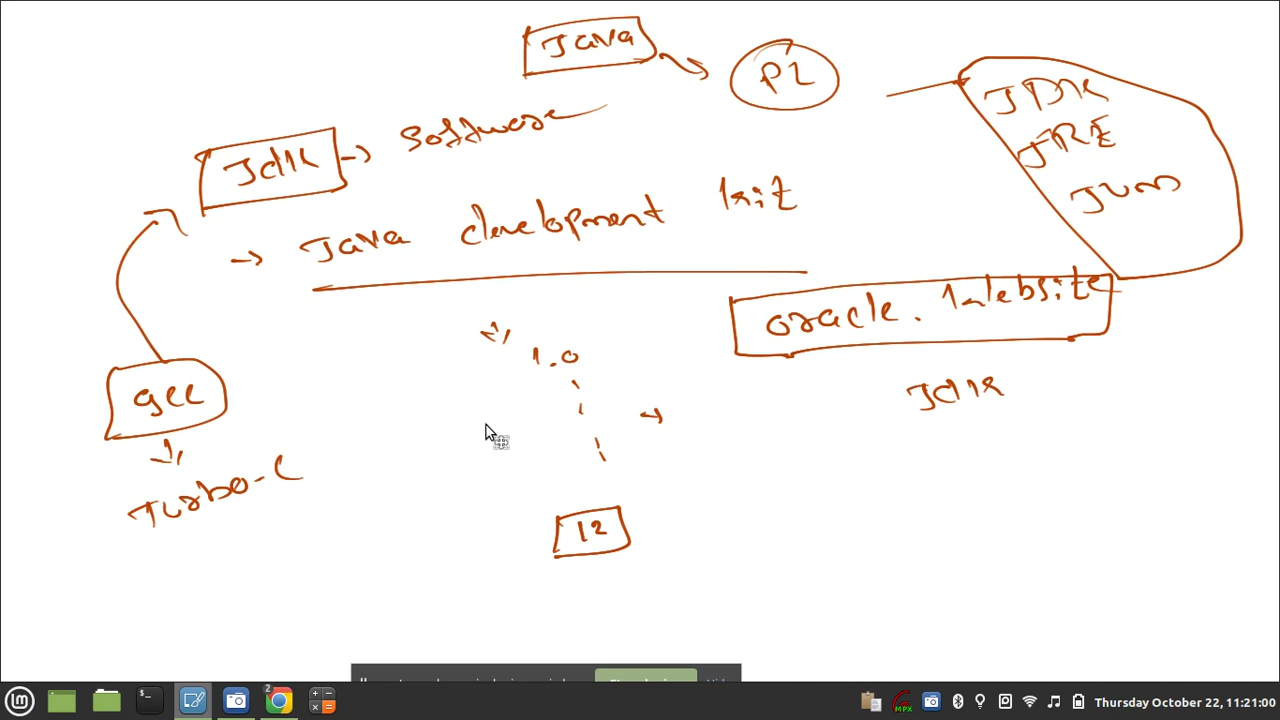 Java
PL
JDK
JRE
JVM
Jdk → Software
→ Java development kit
oracle. Website
1.0
Jdk
gcc
Turbo-C
12
Thursday October 22, 11:21:00